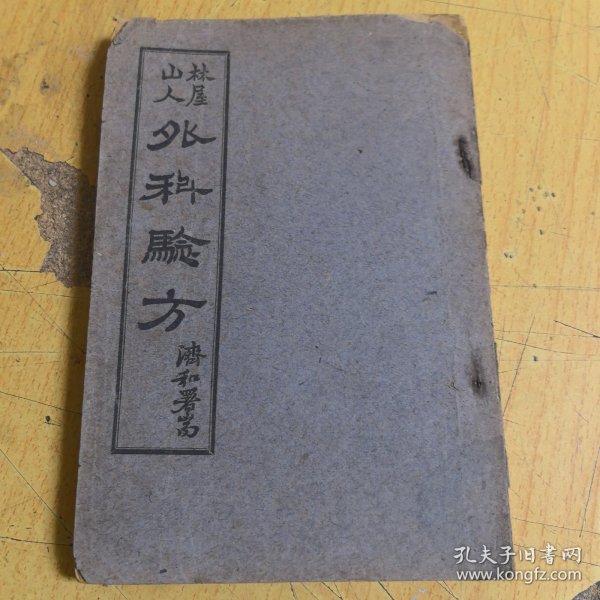 林屋
山人
外科驗方
濟和署耑
孔夫子旧书网
www.kongfz.com